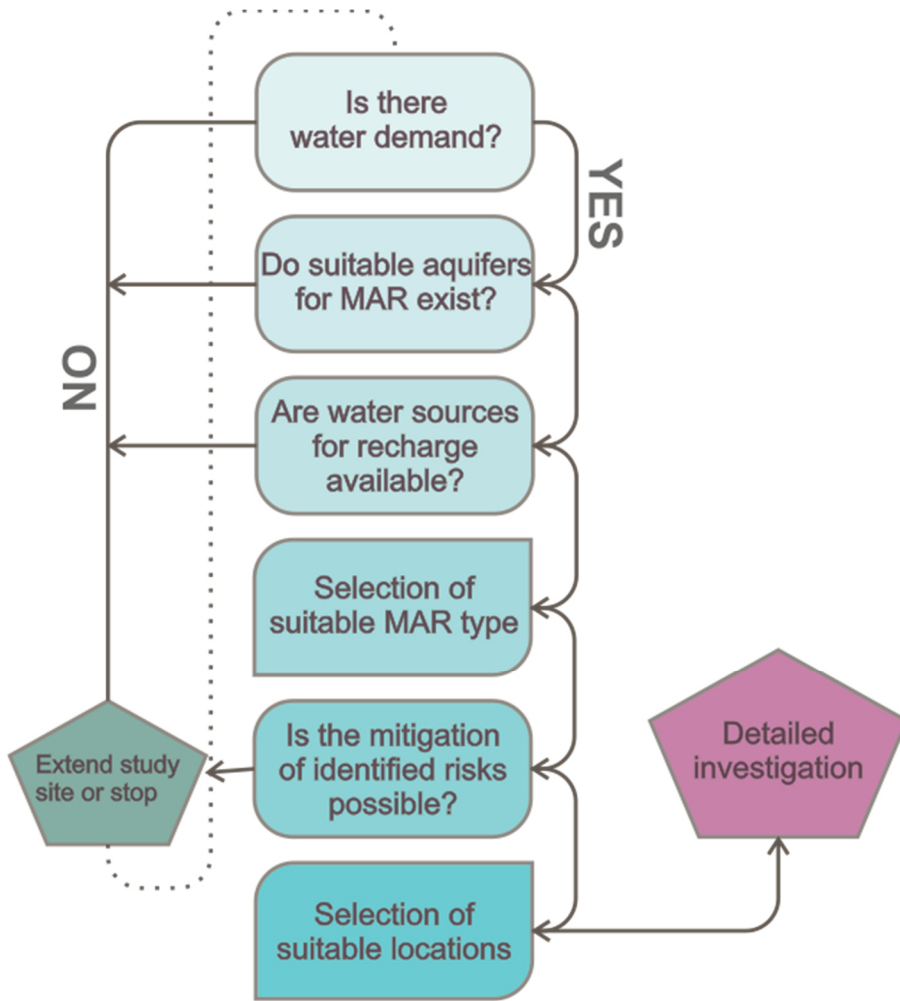 Is there
water demand?
YES
Do suitable aquifers
for MAR exist?
NO
Are water sources
for recharge
available?
Selection of
suitable MAR type
Is the mitigation
of identified risks
possible?
Extend study
site or stop
Detailed
investigation
Selection of
suitable locations